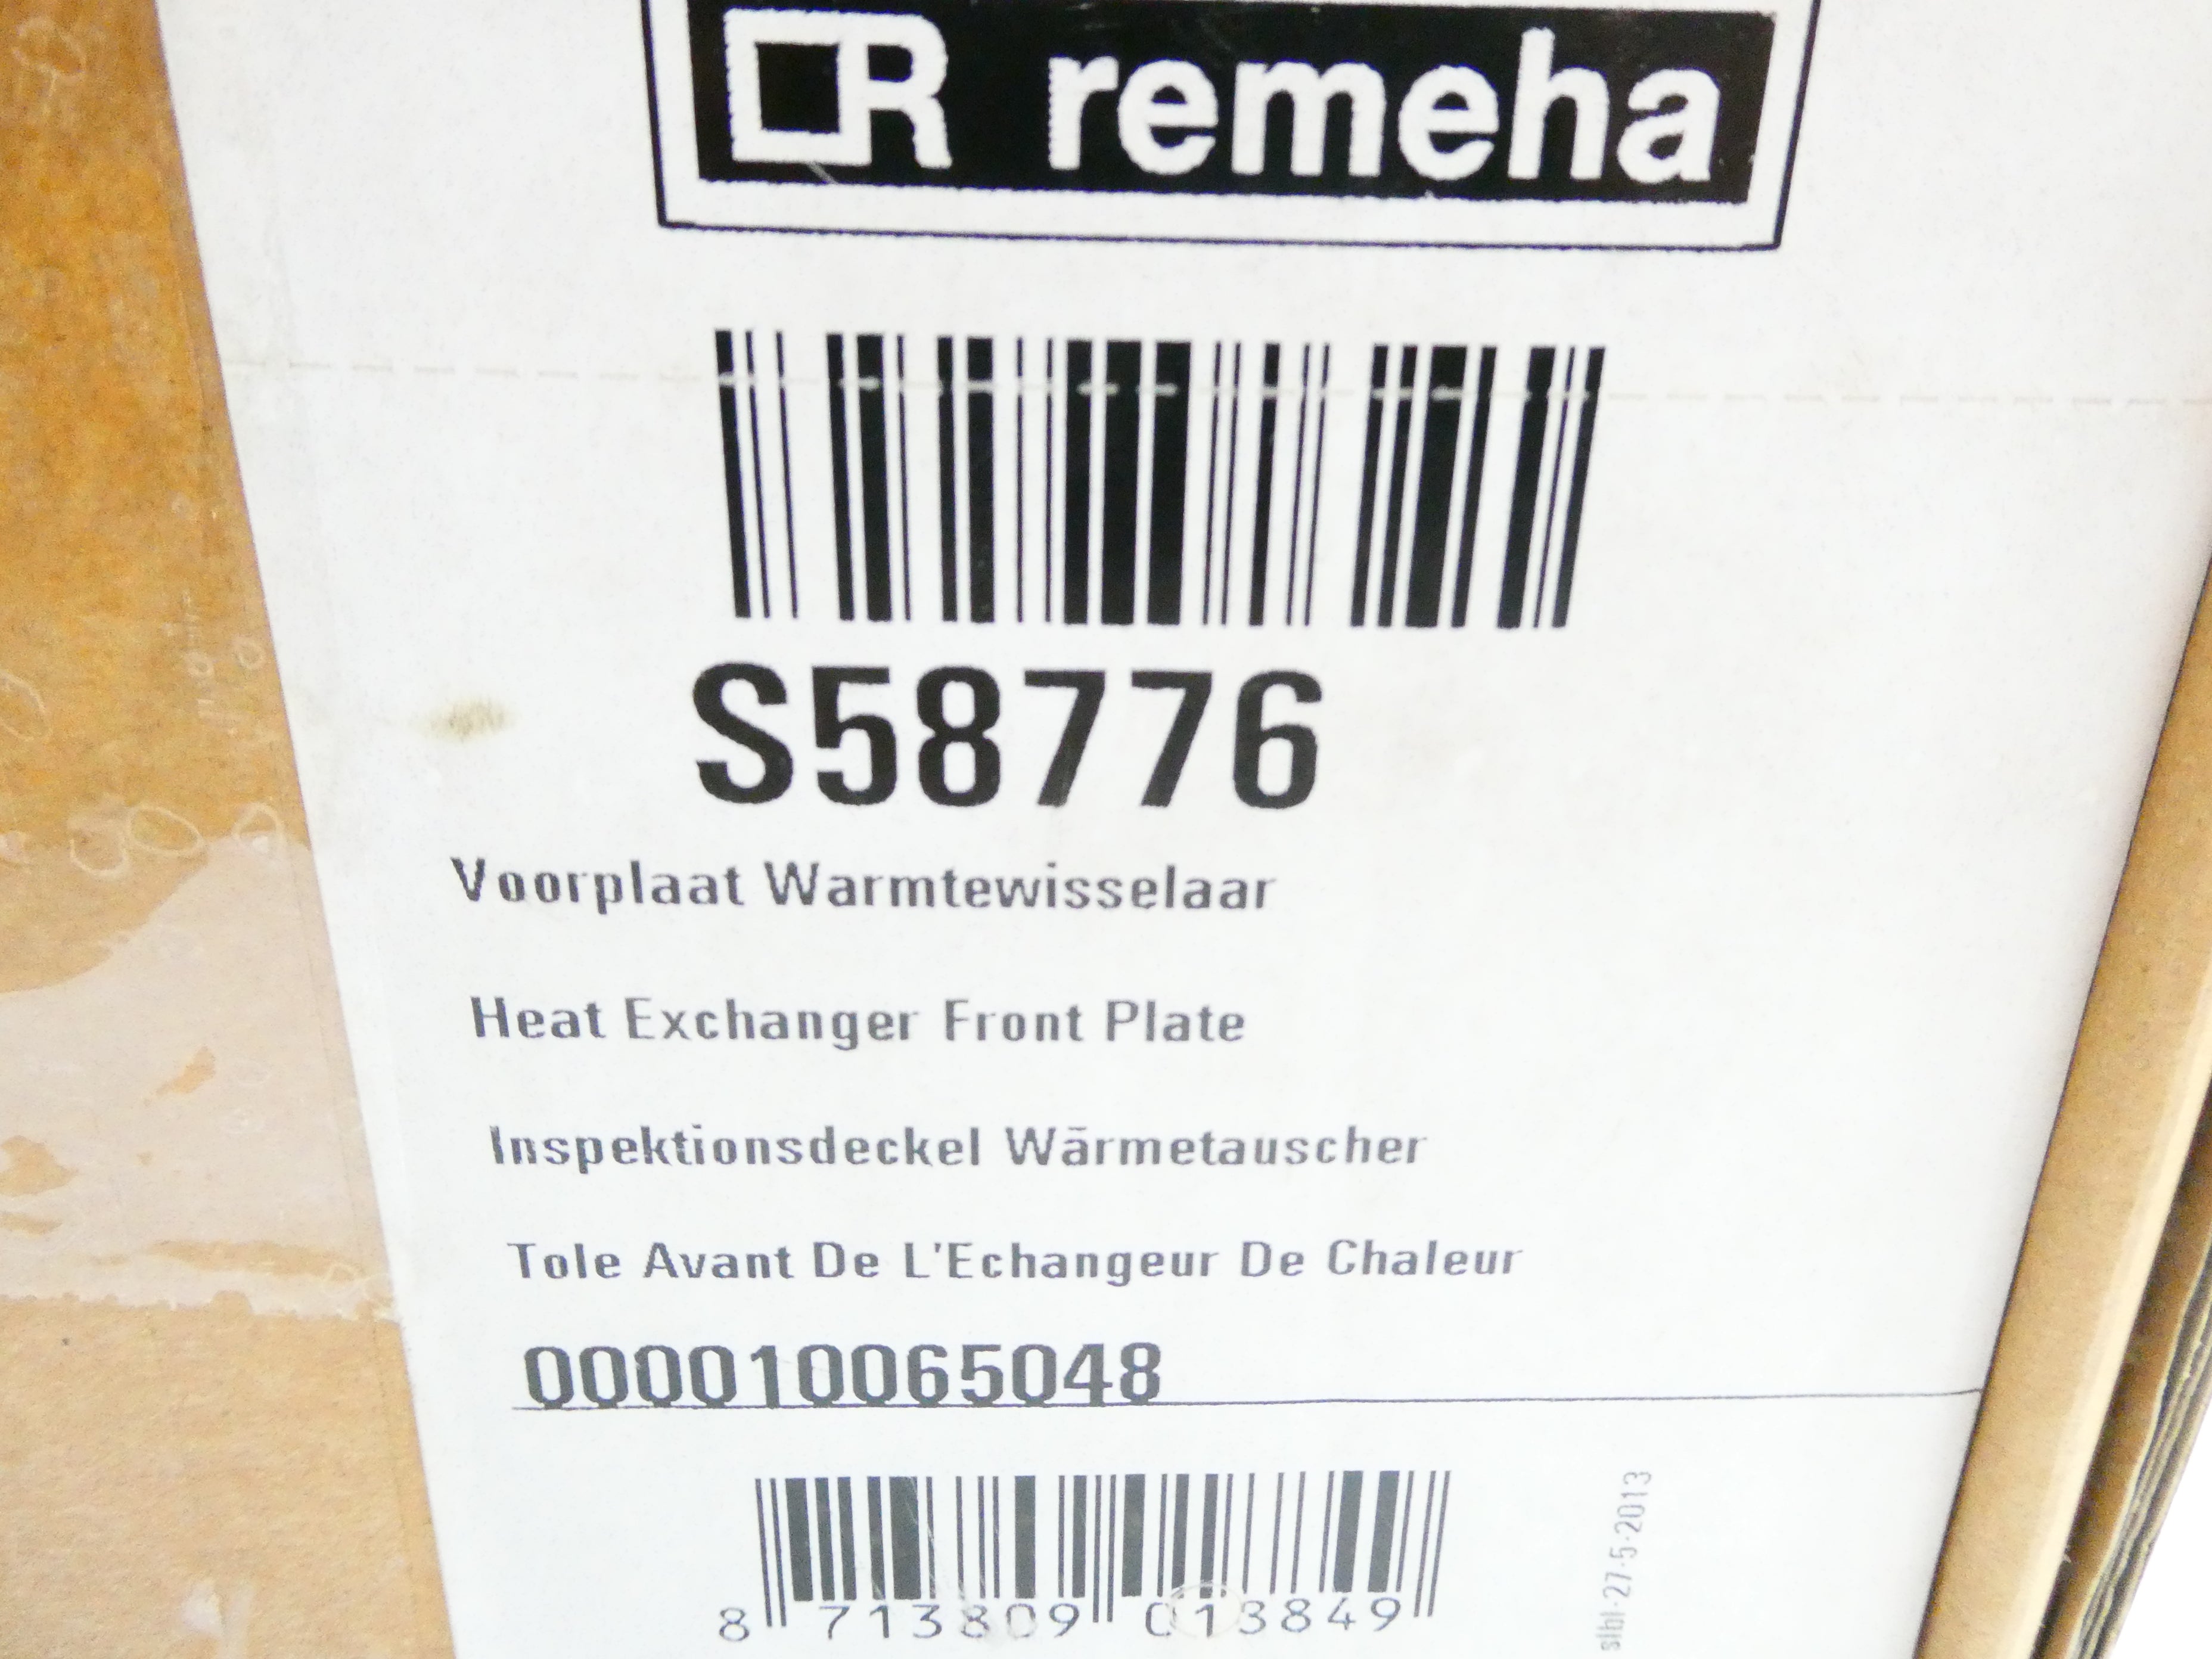 R remeha
S58776
Voorplaat Warmtewisselaar
Heat Exchanger Front Plate
Inspektionsdeckel Wärmetauscher
Tole Avant De L'Echangeur De Chaleur
000010065048
8 713809 013849
slbl-27-5-2013